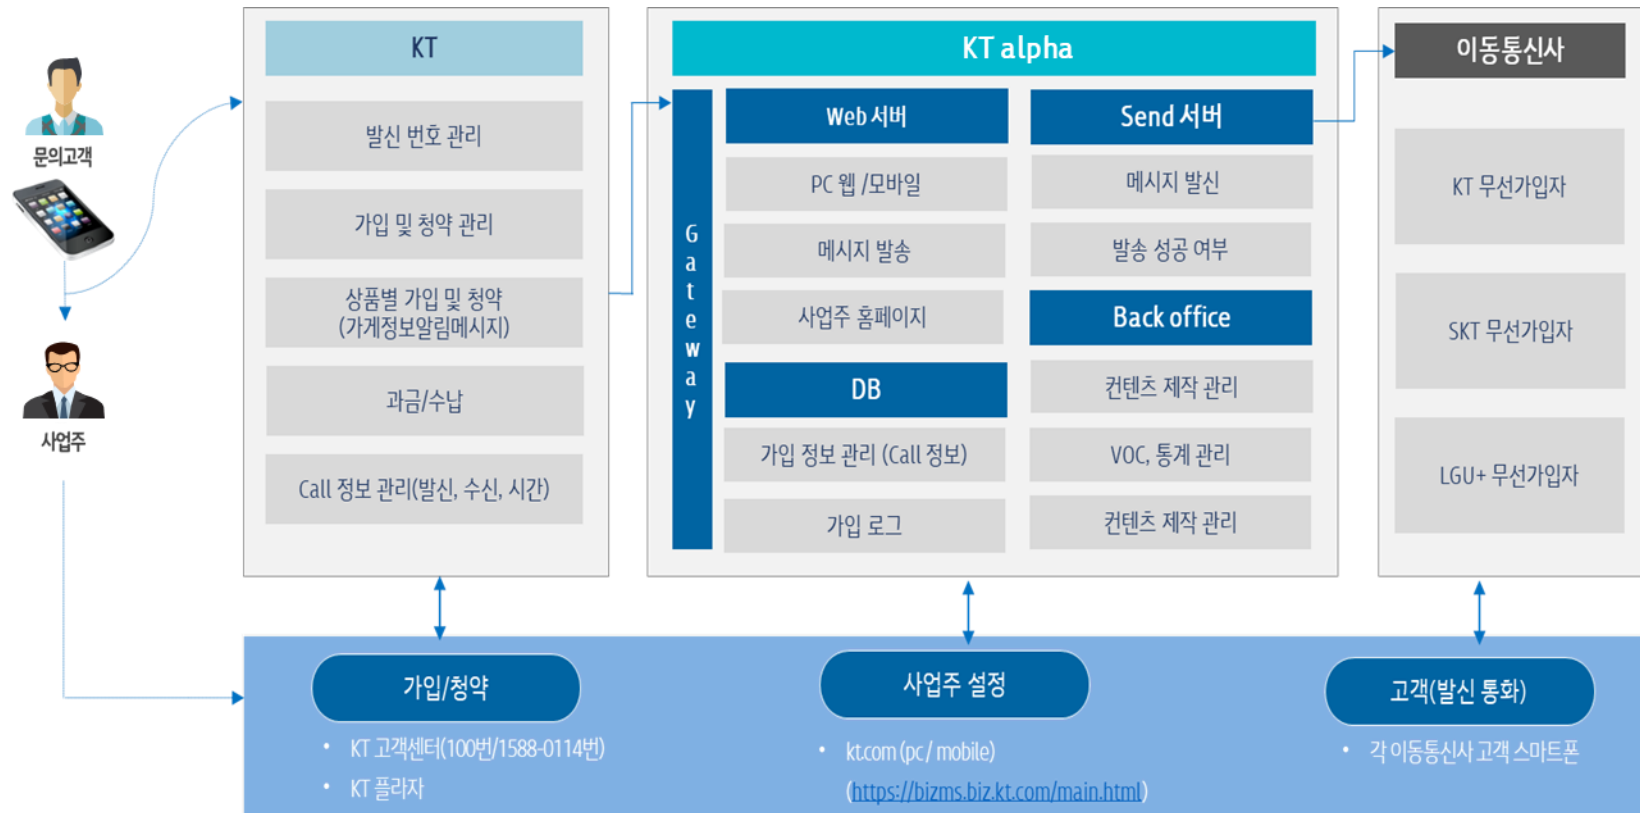 문의고객
사업주
KT
발신 번호 관리
가입 및 청약 관리
상품별 가입 및 청약
(가게정보알림메시지)
과금/수납
Call 정보 관리(발신, 수신, 시간)
KT alpha
Gateway
Web 서버
PC 웹 /모바일
메시지 발송
사업주 홈페이지
DB
가입 정보 관리 (Call 정보)
가입 로그
Send 서버
메시지 발신
발송 성공 여부
Back office
컨텐츠 제작 관리
VOC, 통계 관리
컨텐츠 제작 관리
이동통신사
KT 무선가입자
SKT 무선가입자
LGU+ 무선가입자
가입/청약
• KT 고객센터(100번/1588-0114번)
• KT 플라자
사업주 설정
• kt.com (pc / mobile)
(https://bizms.biz.kt.com/main.html)
고객(발신 통화)
• 각 이동통신사 고객 스마트폰